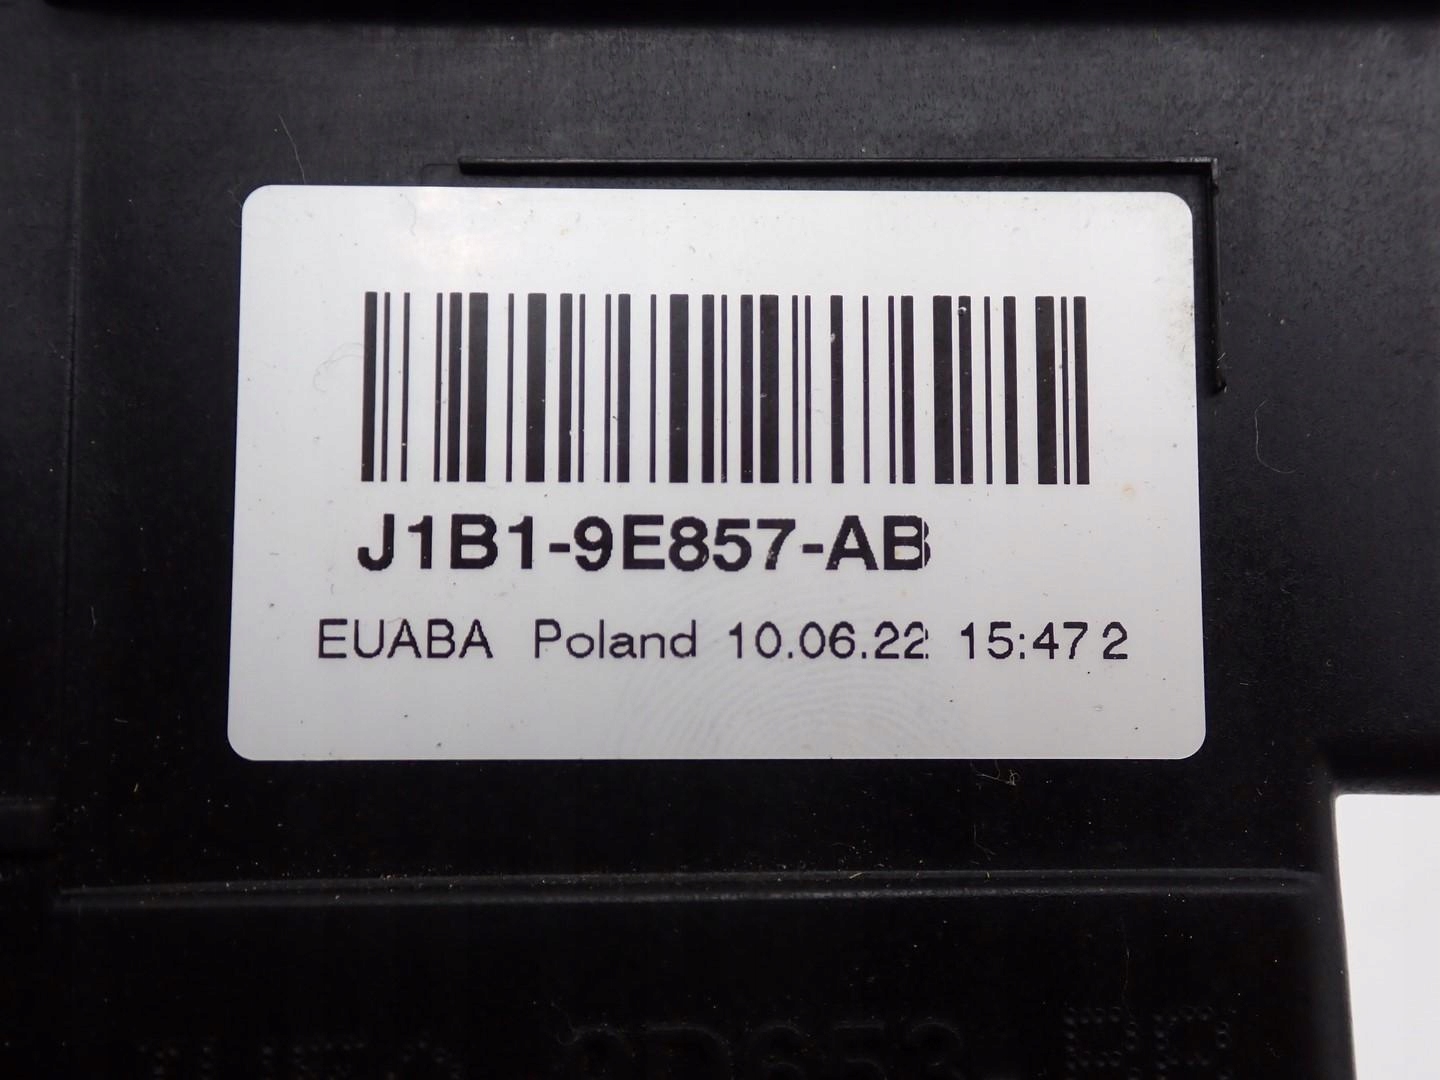 J1B1-9E857-AB
EUABA Poland 10.06.22 15:47 2